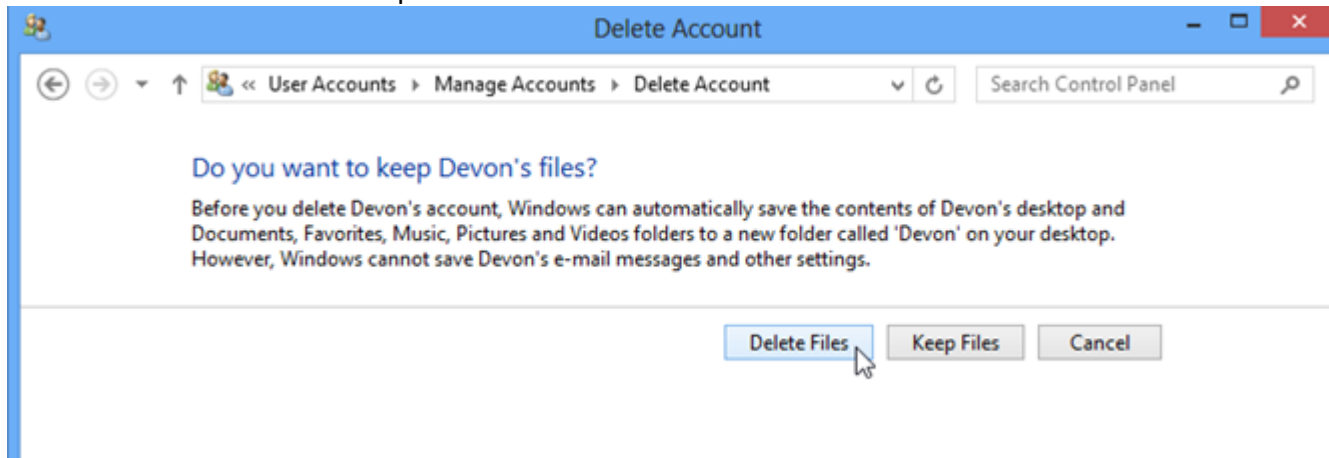 Delete Account
« User Accounts ▸ Manage Accounts ▸ Delete Account
Search Control Panel
Do you want to keep Devon's files?
Before you delete Devon's account, Windows can automatically save the contents of Devon's desktop and
Documents, Favorites, Music, Pictures and Videos folders to a new folder called 'Devon' on your desktop.
However, Windows cannot save Devon's e-mail messages and other settings.
Delete Files Keep Files Cancel